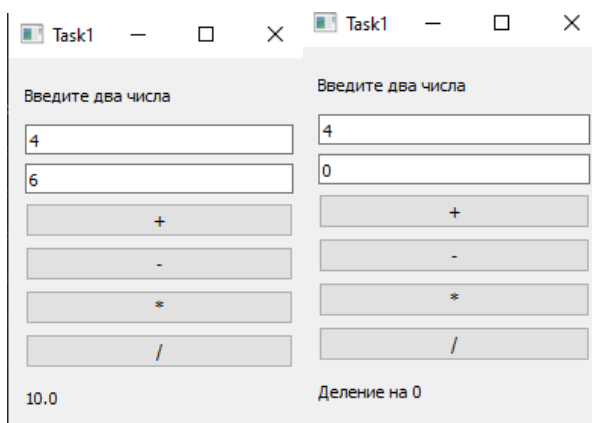 Task1
Введите два числа
4
6
+
-
*
/
10.0
Task1
Введите два числа
4
0
+
-
*
/
Деление на 0